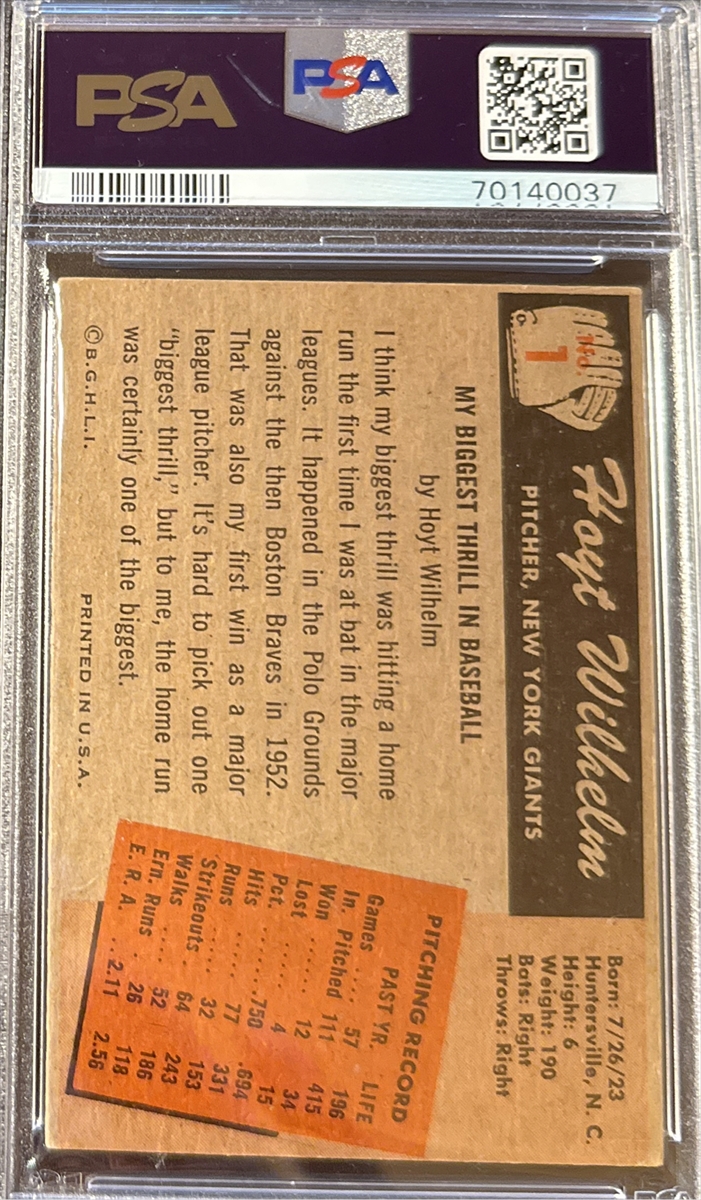 PSA
PSA
70140037
No.
1
Hoyt Wilhelm
PITCHER, NEW YORK GIANTS
Born: 7/26/23
Huntersville, N. C.
Height: 6
Weight: 190
Bats: Right
Throws: Right
MY BIGGEST THRILL IN BASEBALL
by Hoyt Wilhelm
I think my biggest thrill was hitting a home
run the first time I was at bat in the major
leagues. It happened in the Polo Grounds
against the then Boston Braves in 1952.
That was also my first win as a major
league pitcher. It's hard to pick out one
"biggest thrill," but to me, the home run
was certainly one of the biggest.
©B.G.H.L.I. PRINTED IN U.S.A.
PITCHING RECORD
PAST YR. LIFE
Games .... 57 196
In. Pitched 111 415
Won ...... 12 34
Lost ...... 4 15
Pct. ...... .750 .694
Hits ...... 77 331
Runs ..... 32 153
Strikeouts .. 64 243
Walks .... 52 186
Ern. Runs . 26 118
E. R. A. .. 2.11 2.56